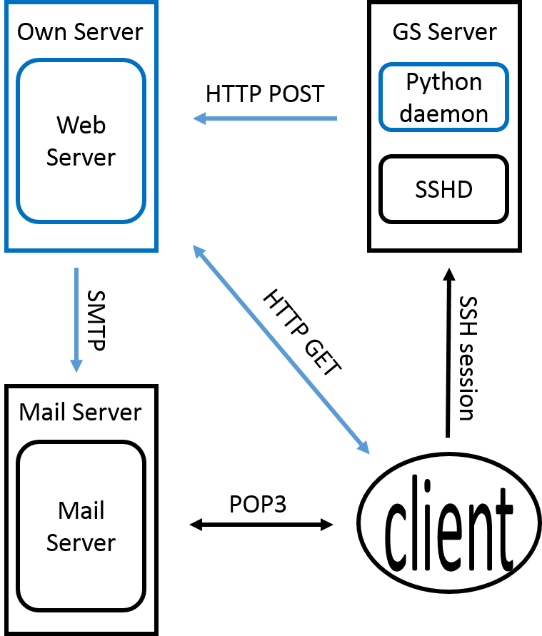 Own Server
Web
Server
GS Server
Python
daemon
SSHD
HTTP POST
HTTP GET
SMTP
SSH session
Mail Server
Mail
Server
POP3
client